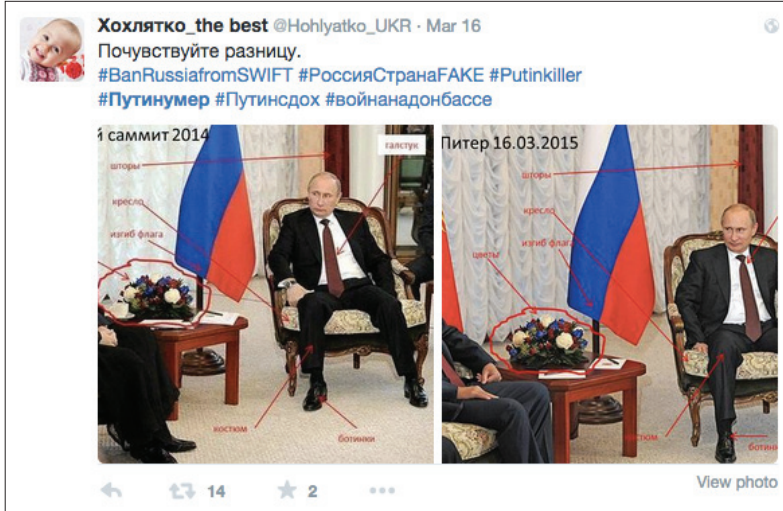 Хохлятко_the best @Hohlyatko_UKR · Mar 16
Почувствуйте разницу.
#BanRussiafromSWIFT #РоссияСтранаFAKE #Putinkiller
#Путинумер #Путинсдох #войнанадонбассе
й саммит 2014
шторы
галстук
кресло
изгиб флага
костюм
ботинки
Питер 16.03.2015
шторы
кресло
изгиб флага
цветы
костюм
ботинк
14
2
View photo